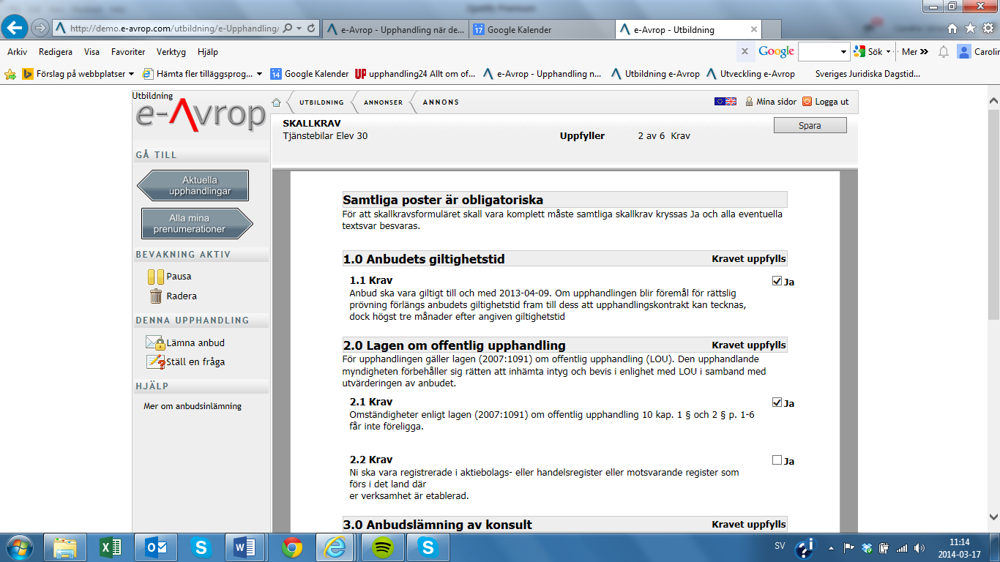 http://demo.e-avrop.com/utbildning/e-Upphandling/
e-Avrop - Upphandling när de...
17 Google Kalender
e-Avrop - Utbildning
Arkiv Redigera Visa Favoriter Verktyg Hjälp
Google
Sök
Mer
Carolin
Förslag på webbplatser
Hämta fler tilläggsprog...
14 Google Kalender
UP upphandling24 Allt om of...
e-Avrop - Upphandling n...
Utbildning e-Avrop
Utveckling e-Avrop
Sveriges Juridiska Dagstid...
Utbildning
e-Avrop
UTBILDNING ANNONSER ANNONS
Mina sidor Logga ut
SKALLKRAV
Tjänstebilar Elev 30
Uppfyller 2 av 6 Krav
Spara
GÅ TILL
Aktuella
upphandlingar
Alla mina
prenumerationer
BEVAKNING AKTIV
Pausa
Radera
DENNA UPPHANDLING
Lämna anbud
Ställ en fråga
HJÄLP
Mer om anbudsinlämning
Samtliga poster är obligatoriska
För att skallkravsformuläret skall vara komplett måste samtliga skallkrav kryssas Ja och alla eventuella
textsvar besvaras.
1.0 Anbudets giltighetstid Kravet uppfylls
1.1 Krav Ja
Anbud ska vara giltigt till och med 2013-04-09. Om upphandlingen blir föremål för rättslig
prövning förlängs anbudets giltighetstid fram till dess att upphandlingskontrakt kan tecknas,
dock högst tre månader efter angiven giltighetstid
2.0 Lagen om offentlig upphandling Kravet uppfylls
För upphandlingen gäller lagen (2007:1091) om offentlig upphandling (LOU). Den upphandlande
myndigheten förbehåller sig rätten att inhämta intyg och bevis i enlighet med LOU i samband med
utvärderingen av anbudet.
2.1 Krav Ja
Omständigheter enligt lagen (2007:1091) om offentlig upphandling 10 kap. 1 § och 2 § p. 1-6
får inte föreligga.
2.2 Krav Ja
Ni ska vara registrerade i aktiebolags- eller handelsregister eller motsvarande register som
förs i det land där
er verksamhet är etablerad.
3.0 Anbudslämning av konsult Kravet uppfylls
SV
11:14
2014-03-17